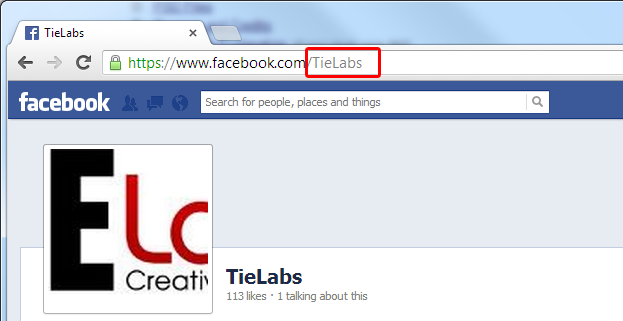 TieLabs
https://www.facebook.com/TieLabs
facebook
Search for people, places and things
EL
Creativ
TieLabs
113 likes · 1 talking about this